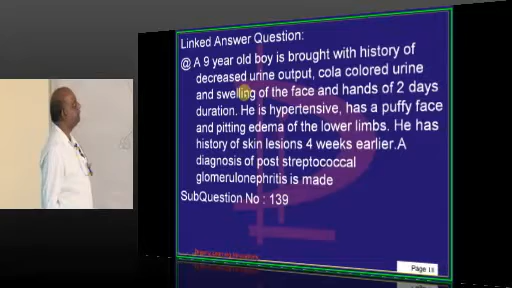 Linked Answer Question:
@ A 9 year old boy is brought with history of
decreased urine output, cola colored urine
and swelling of the face and hands of 2 days
duration. He is hypertensive, has a puffy face
and pitting edema of the lower limbs. He has
history of skin lesions 4 weeks earlier.A
diagnosis of post streptococcal
glomerulonephritis is made
SubQuestion No : 139